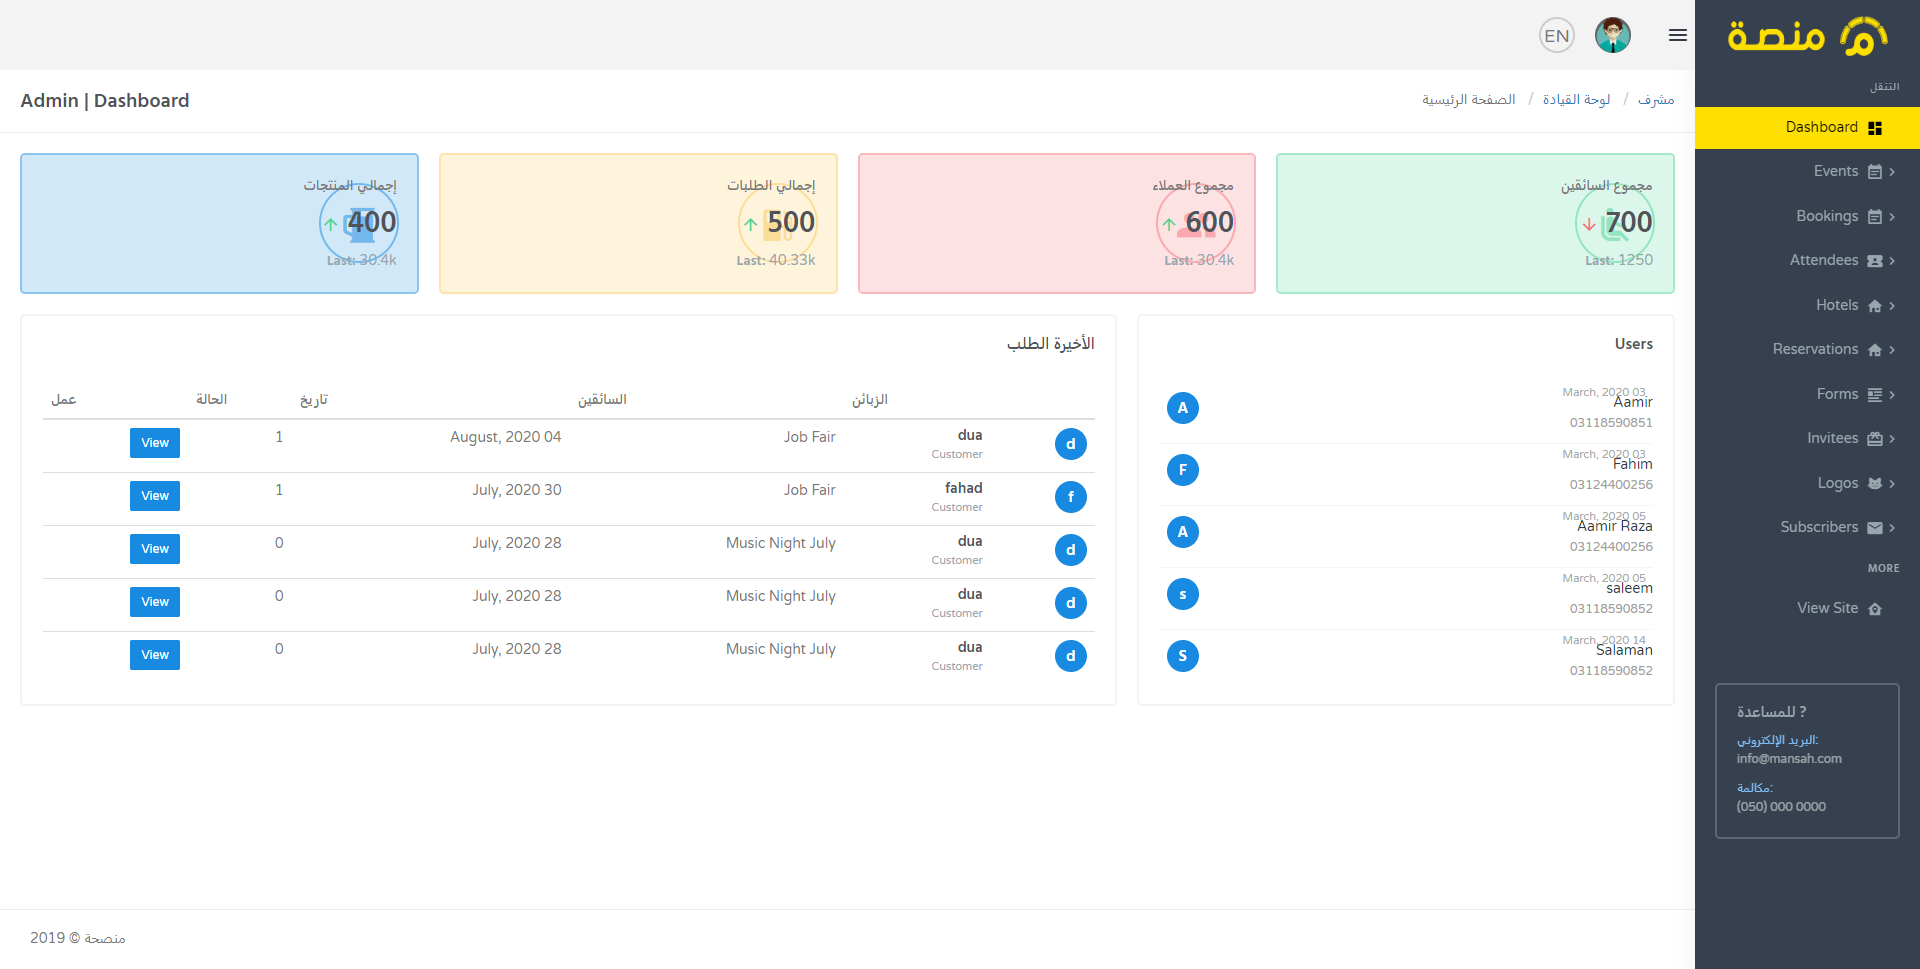 EN
منصة
التنقل
Dashboard
Events
Bookings
Attendees
Hotels
Reservations
Forms
Invitees
Logos
Subscribers
MORE
View Site
للمساعدة ?
البريد الإلكتروني:
info@mansah.com
مكالمة:
(050) 000 0000
Admin | Dashboard
مشرف / لوحة القيادة / الصفحة الرئيسية
مجموع السائقين
700
Last: 1250
مجموع العملاء
600
Last: 30.4k
إجمالي الطلبات
500
Last: 40.33k
إجمالي المنتجات
400
Last: 30.4k
Users
March, 2020 03
A Aamir
03118590851
March, 2020 03
F Fahim
03124400256
March, 2020 05
A Aamir Raza
03124400256
March, 2020 05
s saleem
03118590852
March, 2020 14
S Salaman
03118590852
الأخيرة الطلب
الزبائن السائقين تاريخ الحالة عمل
d dua Job Fair August, 2020 04 1 View
Customer
f fahad Job Fair July, 2020 30 1 View
Customer
d dua Music Night July July, 2020 28 0 View
Customer
d dua Music Night July July, 2020 28 0 View
Customer
d dua Music Night July July, 2020 28 0 View
Customer
منصحة © 2019